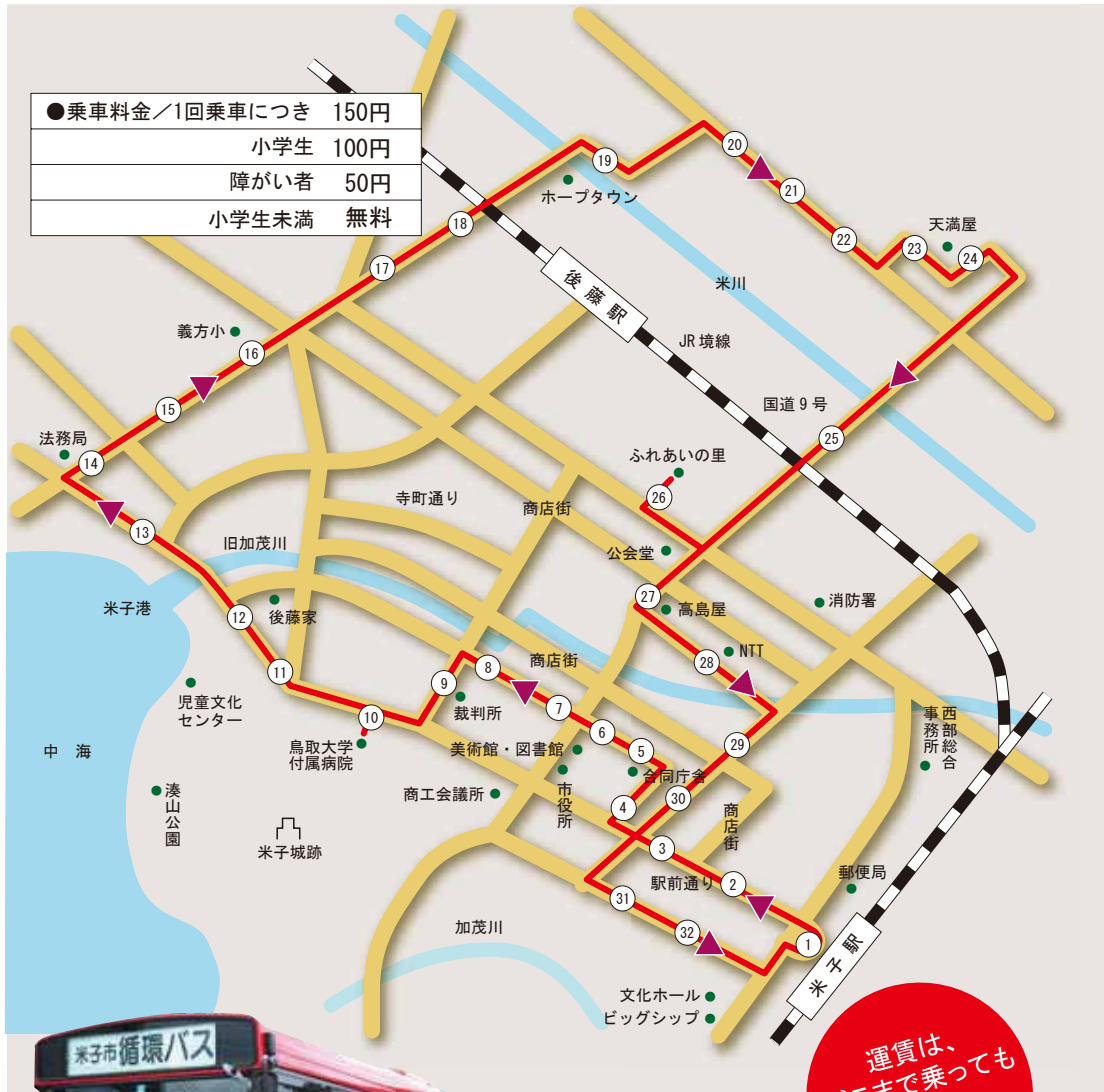 ●乗車料金／1回乗車につき 150円
小学生 100円
障がい者 50円
小学生未満 無料
20
19
21
ホープタウン
18
22
23
天満屋
24
17
米川
後藤駅
義方小
JR境線
16
国道9号
15
25
法務局
ふれあいの里
14
26
寺町通り
商店街
13
旧加茂川
公会堂
米子港
27
高島屋
消防署
後藤家
12
28
NTT
11
8
商店街
9
児童文化
センター
裁判所
7
10
6
29
西部総合
事務所
鳥取大学
付属病院
美術館・図書館
5
中海
合同庁舎
湊山公園
商工会議所
市役所
30
4
商店街
米子城跡
3
駅前通り
2
郵便局
31
加茂川
32
1
米子駅
文化ホール
ビッグシップ
米子市循環バス
運賃は、
まで乗っても